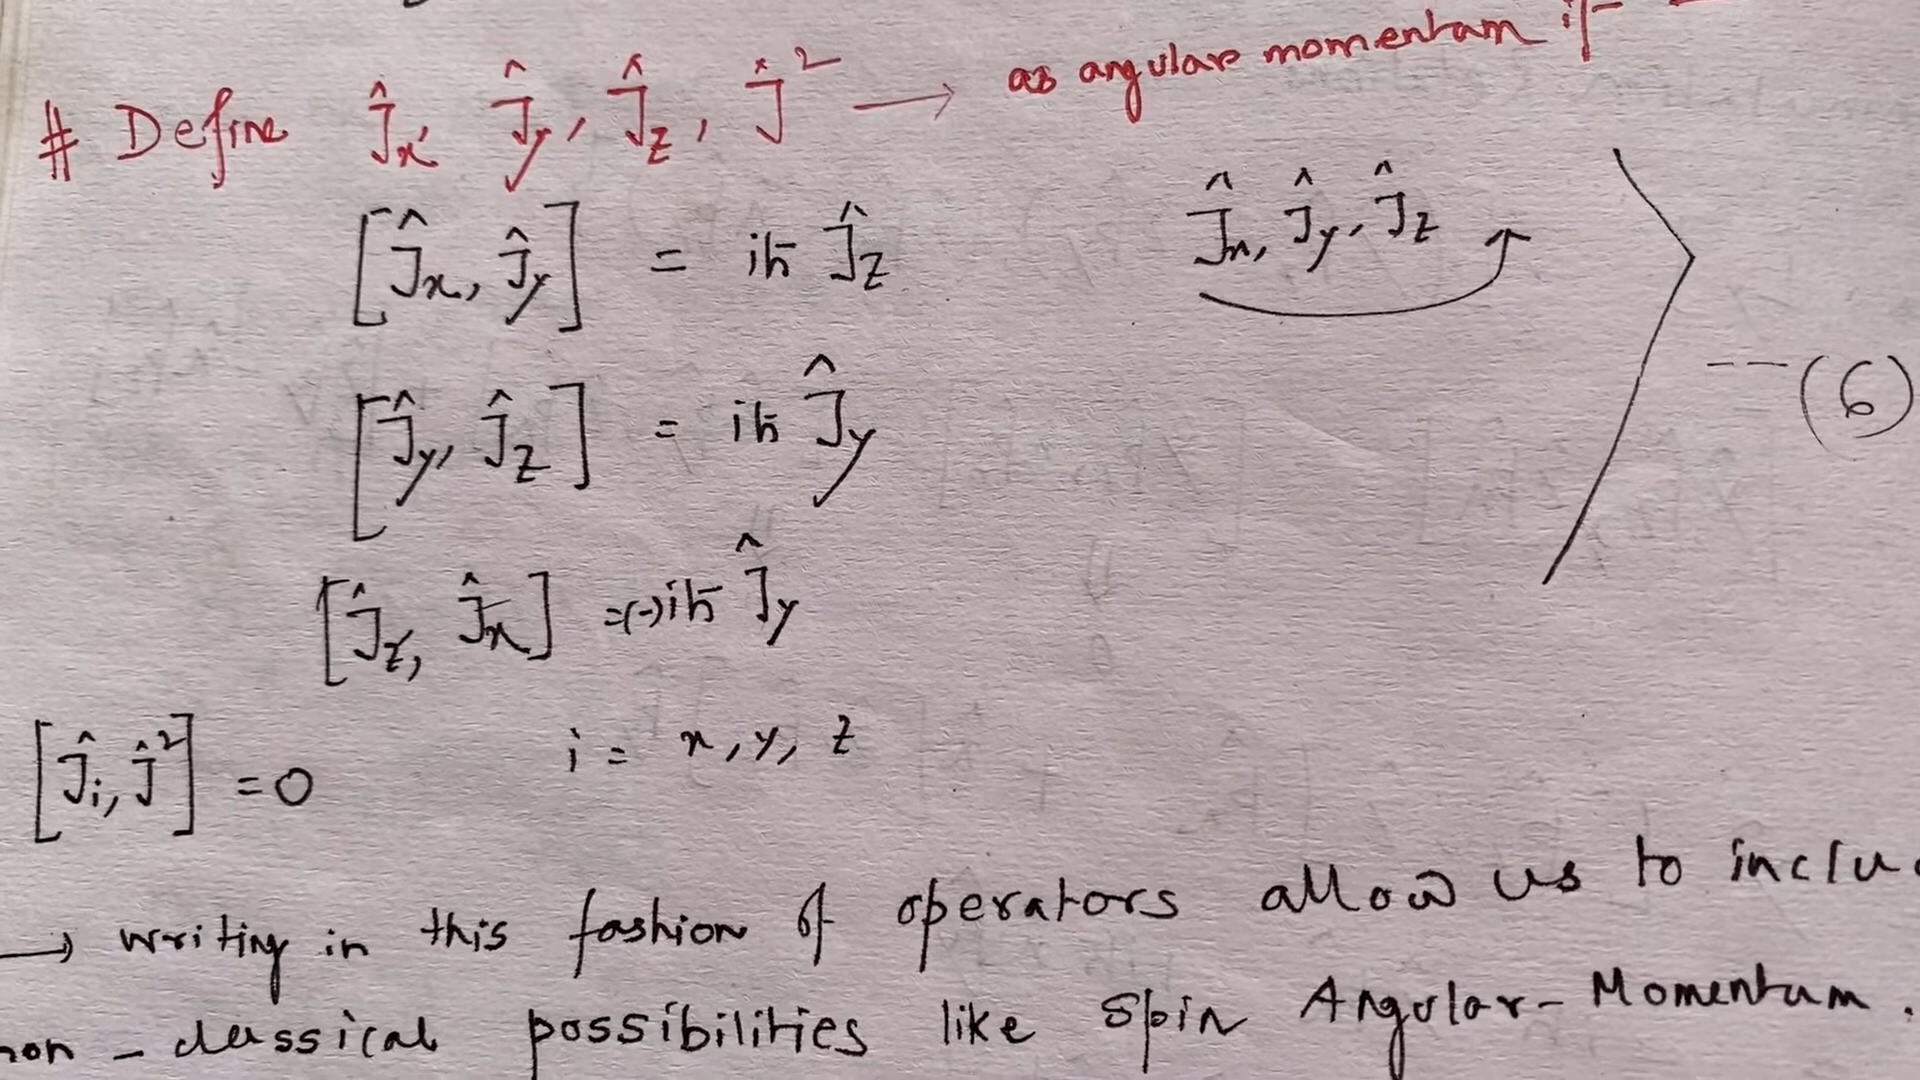 # Define Ĵx Ĵy, Ĵz, Ĵ² → as angular momentum if
[Ĵx, Ĵy] = iħ Ĵz
Ĵx, Ĵy, Ĵz
[Ĵy, Ĵz] = iħ Ĵy
--(6)
[Ĵz, Ĵx] =(-)iħ Ĵy
[Ĵi, Ĵ²] = 0 i = x, y, z
→ writing in this fashion of operators allow us to inclu
non - classical possibilities like spin Angular-Momentum.